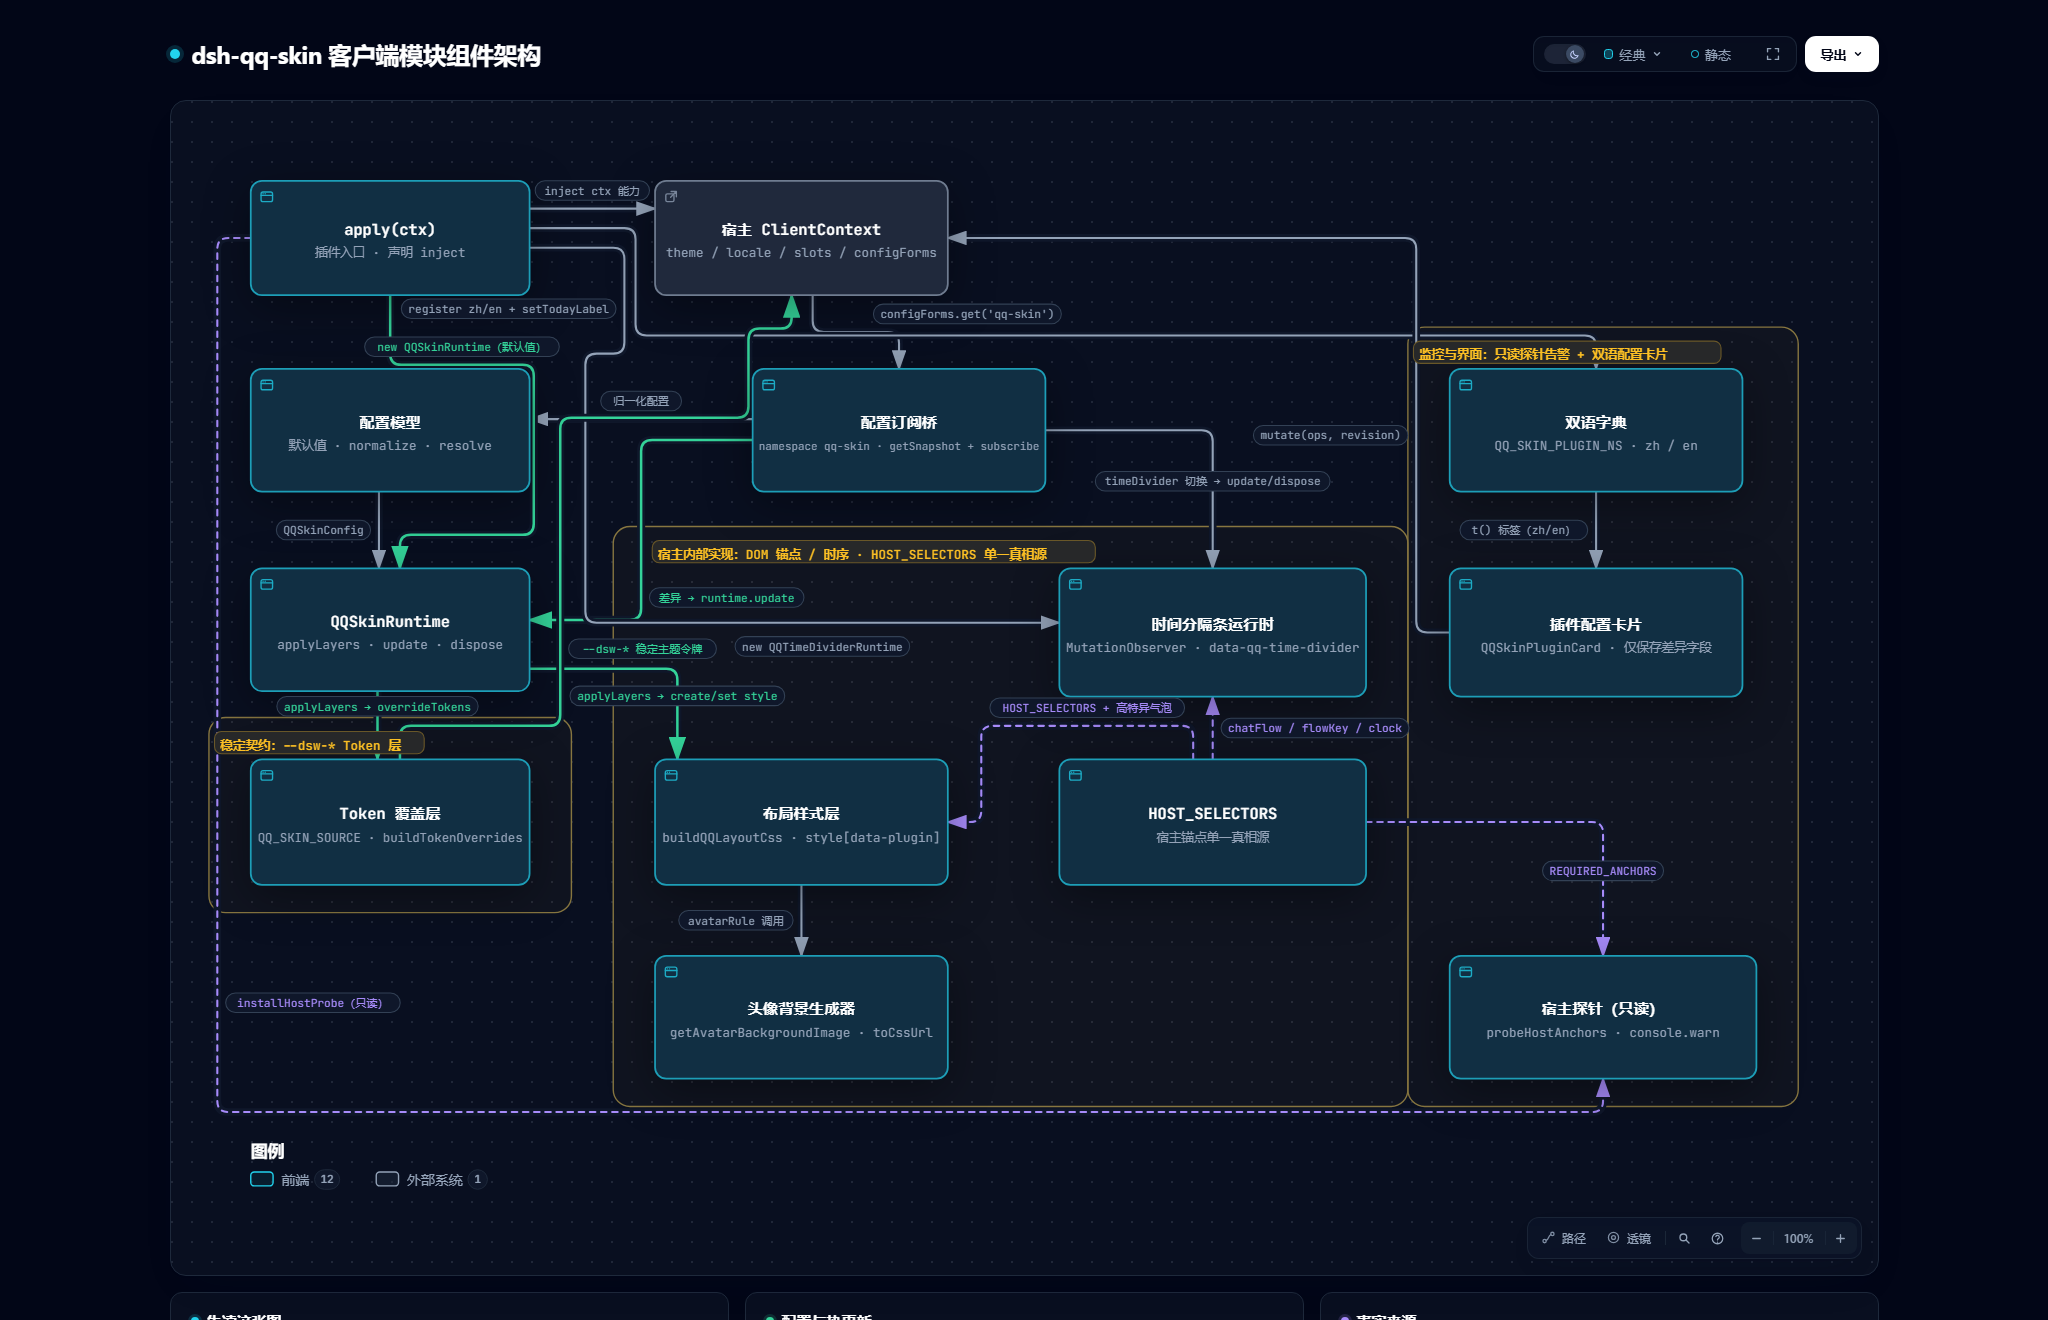 dsh-qq-skin 客户端模块组件架构
经典
静态
导出
apply(ctx)
插件入口 · 声明 inject
inject ctx 能力
宿主 ClientContext
theme / locale / slots / configForms
register zh/en + setTodayLabel
configForms.get('qq-skin')
new QQSkinRuntime（默认值）
监控与界面：只读探针告警 + 双语配置卡片
配置模型
默认值 · normalize · resolve
归一化配置
配置订阅桥
namespace qq-skin · getSnapshot + subscribe
mutate(ops, revision)
双语字典
QQ_SKIN_PLUGIN_NS · zh / en
timeDivider 切换 → update/dispose
QQSkinConfig
t() 标签（zh/en）
宿主内部实现：DOM 锚点 / 时序 · HOST_SELECTORS 单一真相源
QQSkinRuntime
applyLayers · update · dispose
差异 → runtime.update
时间分隔条运行时
MutationObserver · data-qq-time-divider
插件配置卡片
QQSkinPluginCard · 仅保存差异字段
--dsw-* 稳定主题令牌
new QQTimeDividerRuntime
applyLayers → create/set style
applyLayers → overrideTokens
HOST_SELECTORS + 高特异气泡
chatFlow / flowKey / clock
稳定契约：--dsw-* Token 层
Token 覆盖层
QQ_SKIN_SOURCE · buildTokenOverrides
布局样式层
buildQQLayoutCss · style[data-plugin]
HOST_SELECTORS
宿主锚点单一真相源
REQUIRED_ANCHORS
avatarRule 调用
installHostProbe（只读）
头像背景生成器
getAvatarBackgroundImage · toCssUrl
宿主探针（只读）
probeHostAnchors · console.warn
图例
前端 12
外部系统 1
路径
透镜
100%